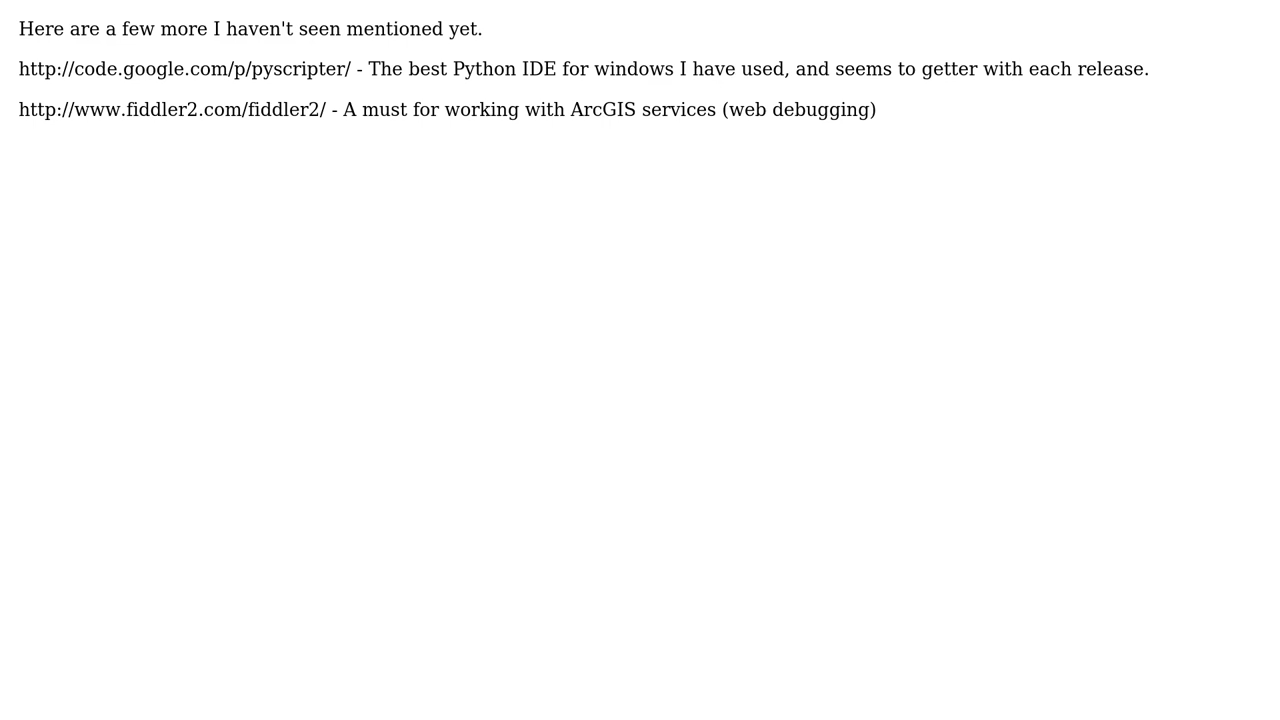 Here are a few more I haven't seen mentioned yet.
http://code.google.com/p/pyscripter/ - The best Python IDE for windows I have used, and seems to getter with each release.
http://www.fiddler2.com/fiddler2/ - A must for working with ArcGIS services (web debugging)